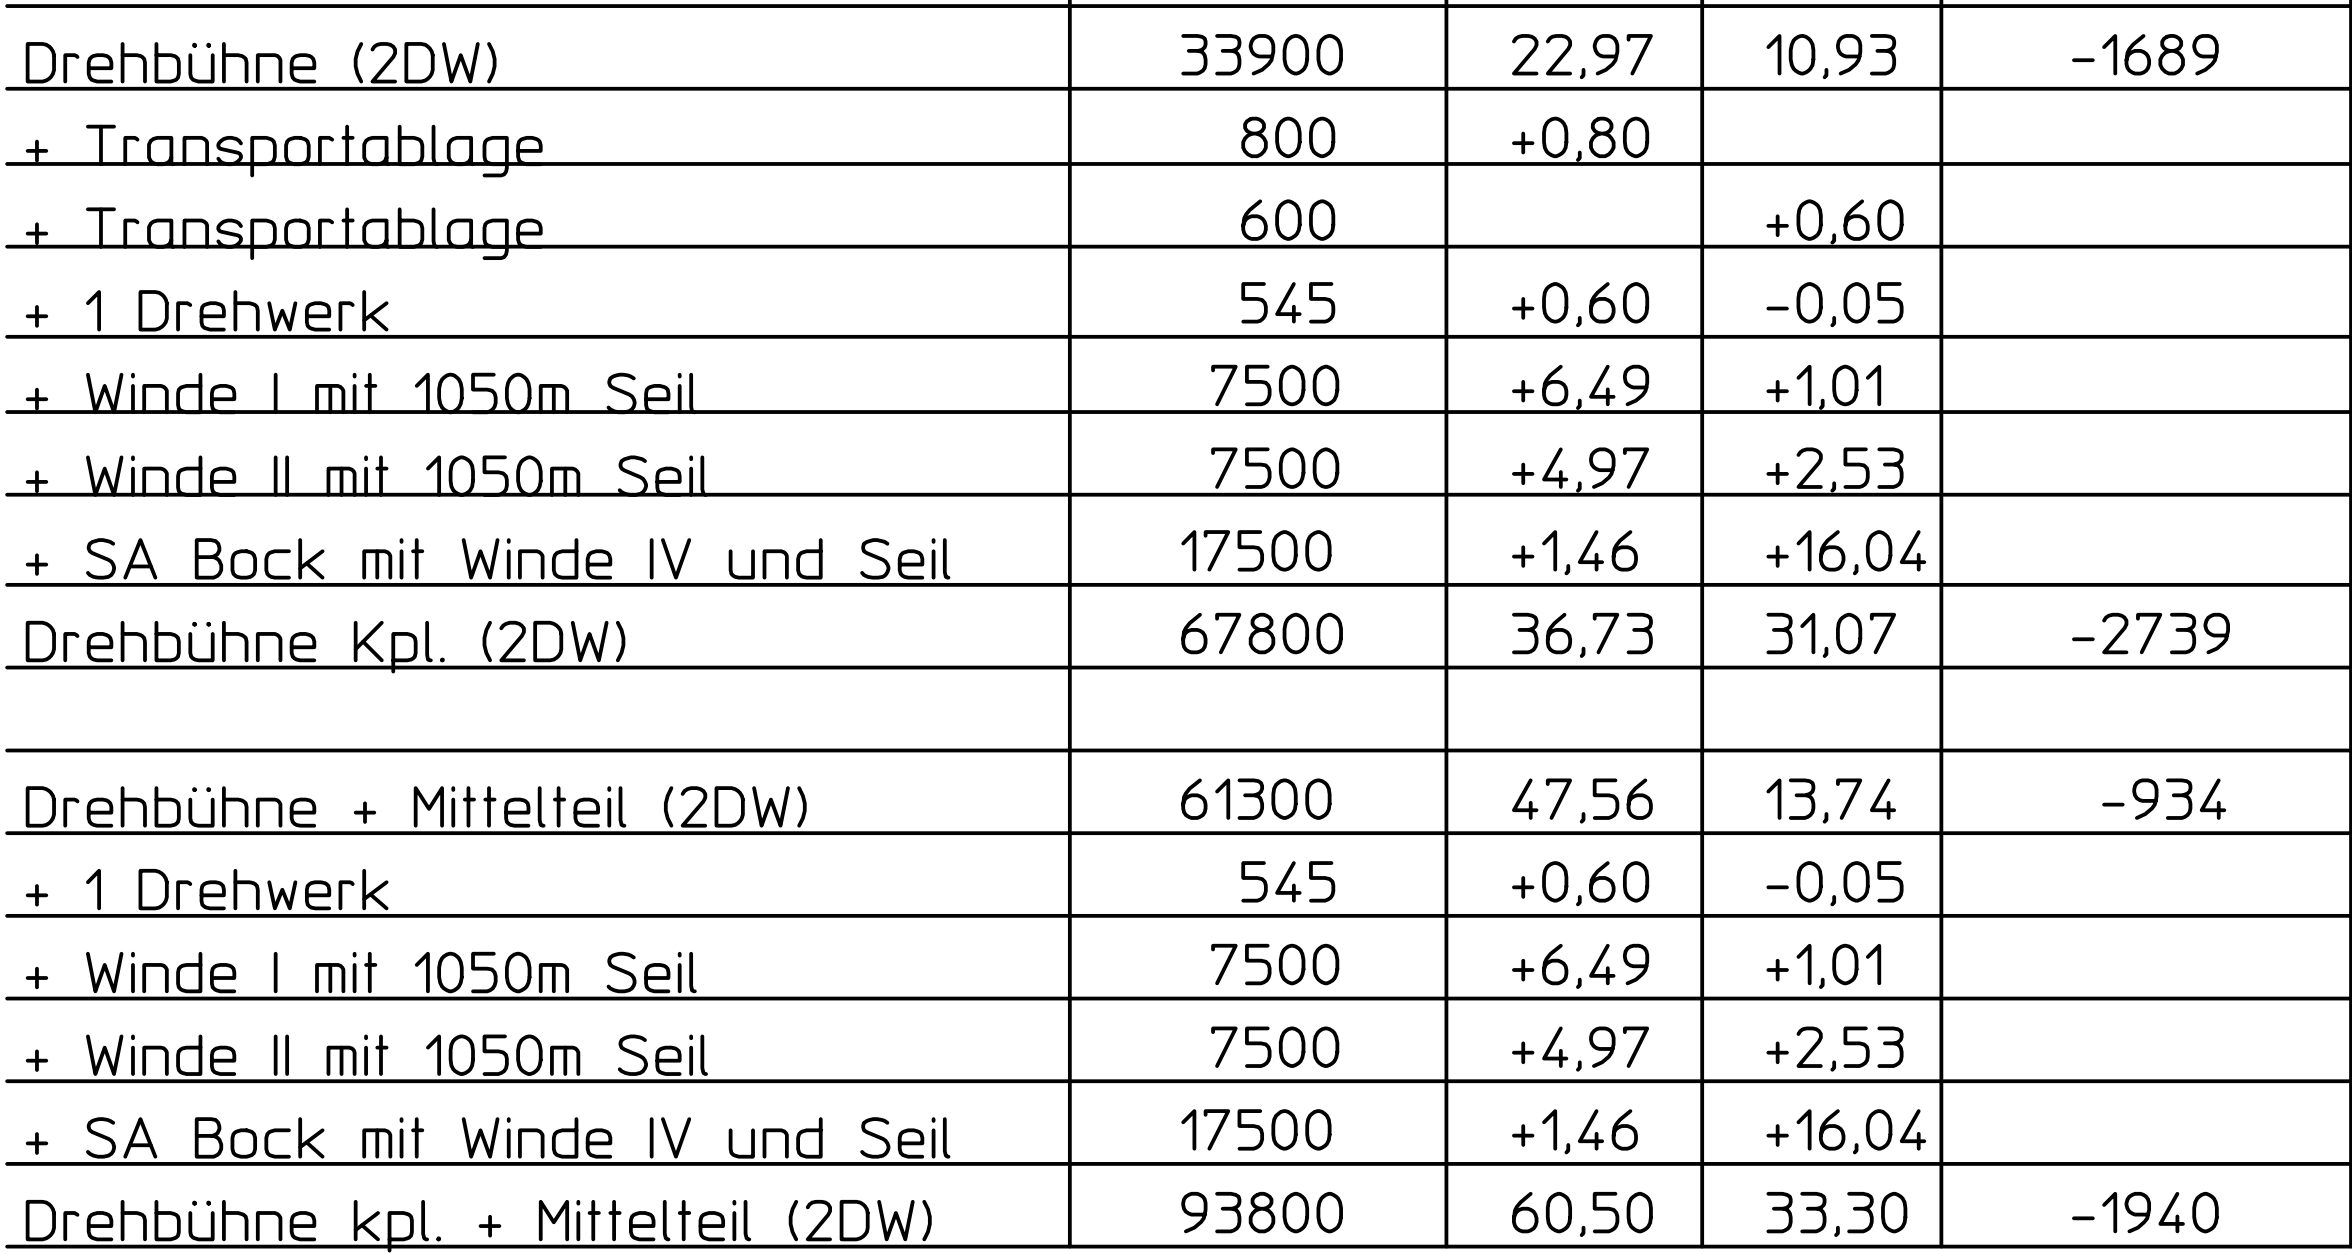 Drehbühne (2DW) 33900 22,97 10,93 -1689
+ Transportablage 800 +0,80
+ Transportablage 600 +0,60
+ 1 Drehwerk 545 +0,60 -0,05
+ Winde I mit 1050m Seil 7500 +6,49 +1,01
+ Winde II mit 1050m Seil 7500 +4,97 +2,53
+ SA Bock mit Winde IV und Seil 17500 +1,46 +16,04
Drehbühne Kpl. (2DW) 67800 36,73 31,07 -2739
Drehbühne + Mittelteil (2DW) 61300 47,56 13,74 -934
+ 1 Drehwerk 545 +0,60 -0,05
+ Winde I mit 1050m Seil 7500 +6,49 +1,01
+ Winde II mit 1050m Seil 7500 +4,97 +2,53
+ SA Bock mit Winde IV und Seil 17500 +1,46 +16,04
Drehbühne kpl. + Mittelteil (2DW) 93800 60,50 33,30 -1940